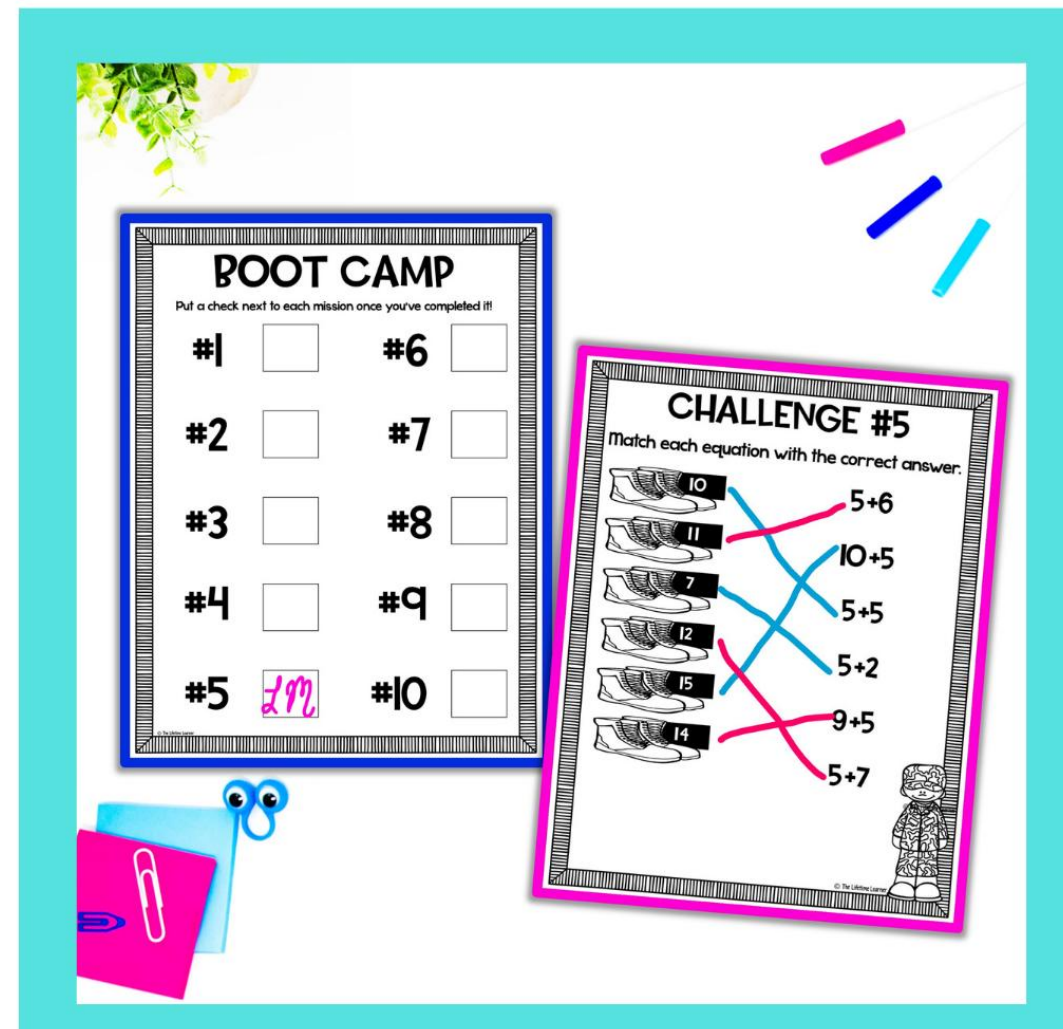 BOOT CAMP
Put a check next to each mission once you've completed it!
#1 #6
#2 #7
#3 #8
#4 #9
#5 LM #10
© The Lifetime Learner
CHALLENGE #5
Match each equation with the correct answer.
10 5+6
11 10+5
7 5+5
12 5+2
15 9+5
14 5+7
© The Lifetime Learner